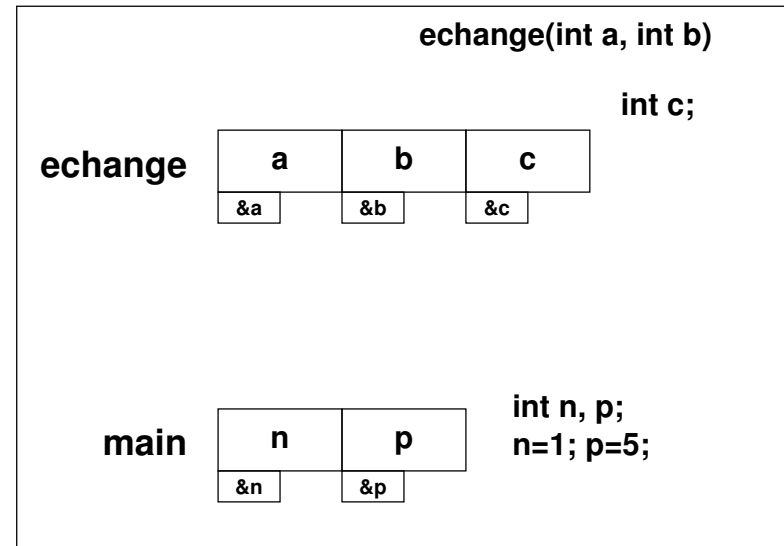 echange(int a, int b)
int c;
echange a b c
&a &b &c
int n, p;
main n p n=1; p=5;
&n &p